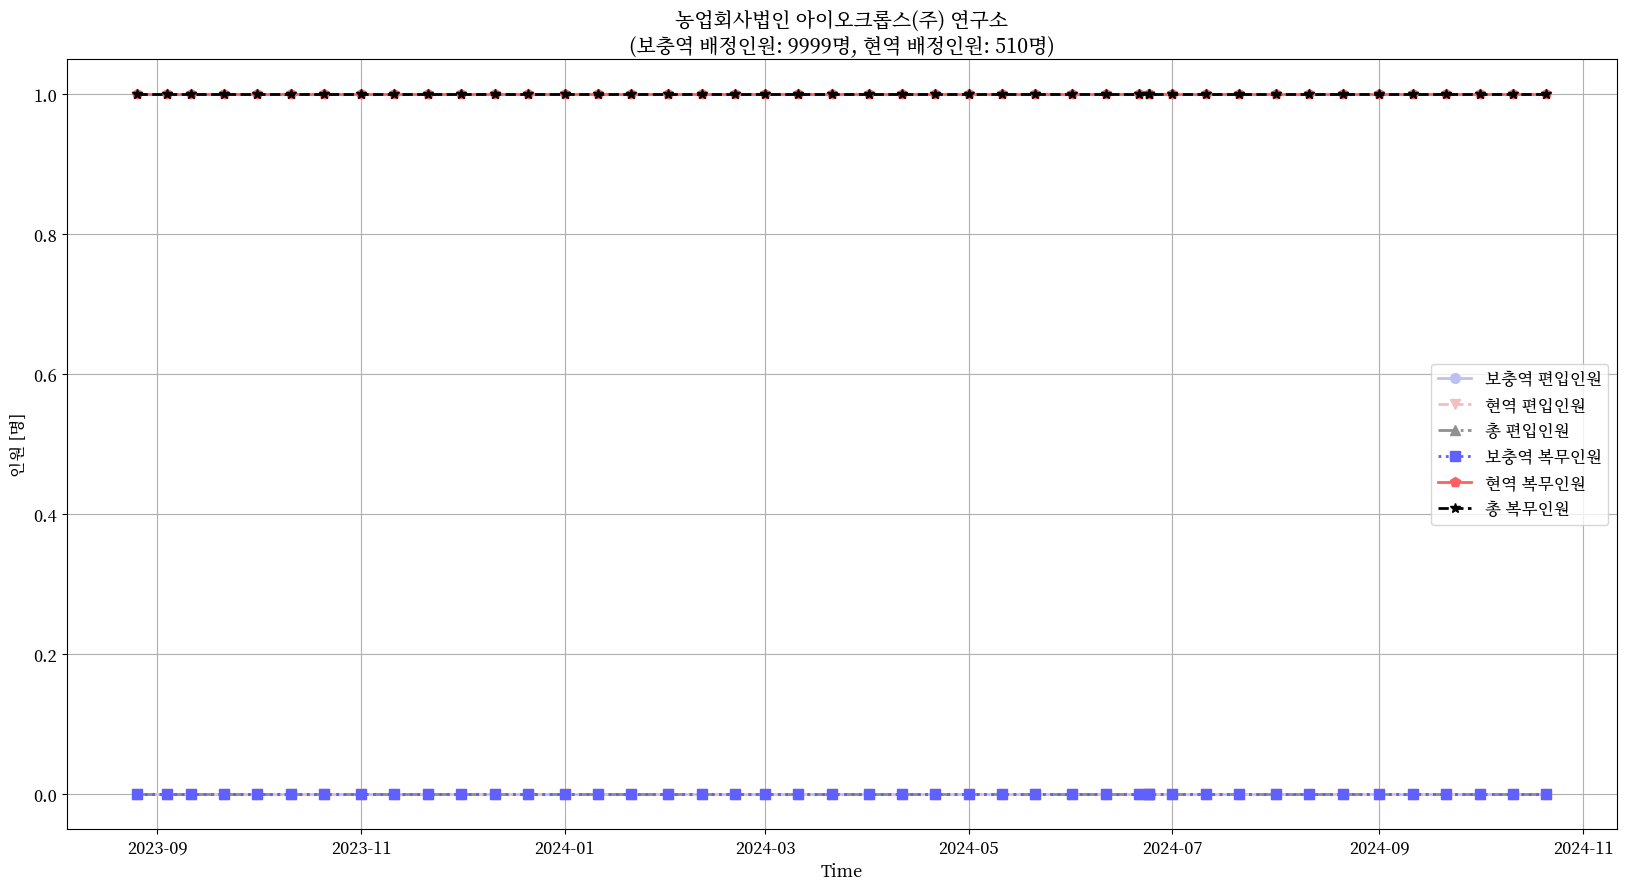 농업회사법인 아이오크롭스(주) 연구소
(보충역 배정인원: 9999명, 현역 배정인원: 510명)
1.0
0.8
0.6
0.4
0.2
0.0
인원 [명]
보충역 편입인원
현역 편입인원
총 편입인원
보충역 복무인원
현역 복무인원
총 복무인원
2023-09
2023-11
2024-01
2024-03
2024-05
2024-07
2024-09
2024-11
Time